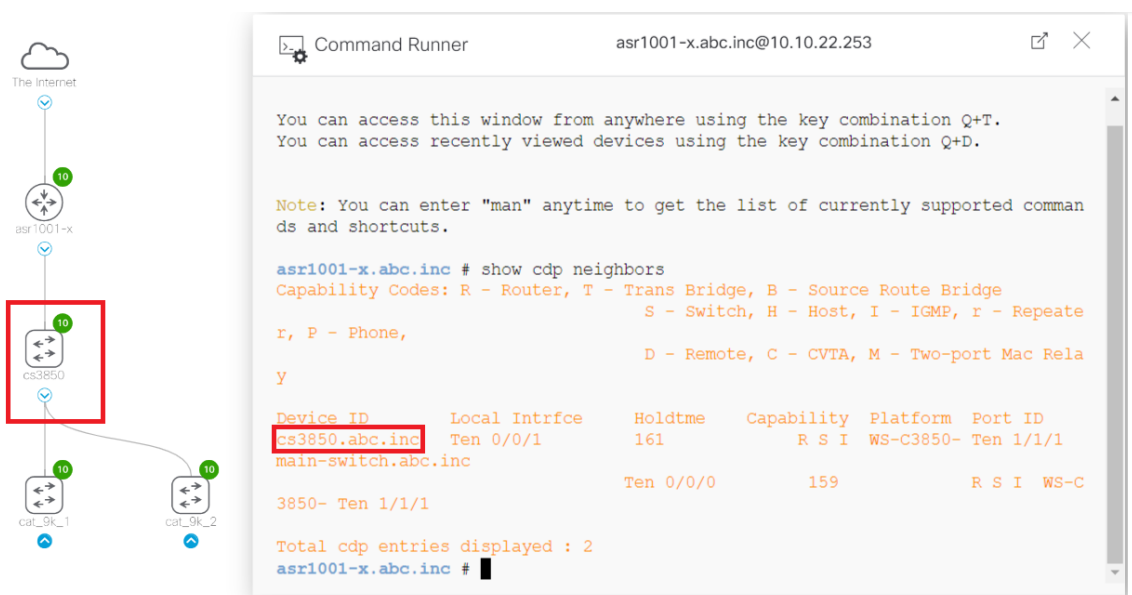 The Internet
10
asr1001-x
10
cs3850
10
cat_9k_1
10
cat_9k_2
Command Runner
asr1001-x.abc.inc@10.10.22.253
You can access this window from anywhere using the key combination Q+T.
You can access recently viewed devices using the key combination Q+D.
Note: You can enter "man" anytime to get the list of currently supported comman
ds and shortcuts.
asr1001-x.abc.inc # show cdp neighbors
Capability Codes: R - Router, T - Trans Bridge, B - Source Route Bridge
S - Switch, H - Host, I - IGMP, r - Repeate
r, P - Phone,
D - Remote, C - CVTA, M - Two-port Mac Rela
y
Device ID Local Intrfce Holdtme Capability Platform Port ID
cs3850.abc.inc Ten 0/0/1 161 R S I WS-C3850- Ten 1/1/1
main-switch.abc.inc
Ten 0/0/0 159 R S I WS-C
3850- Ten 1/1/1
Total cdp entries displayed : 2
asr1001-x.abc.inc #